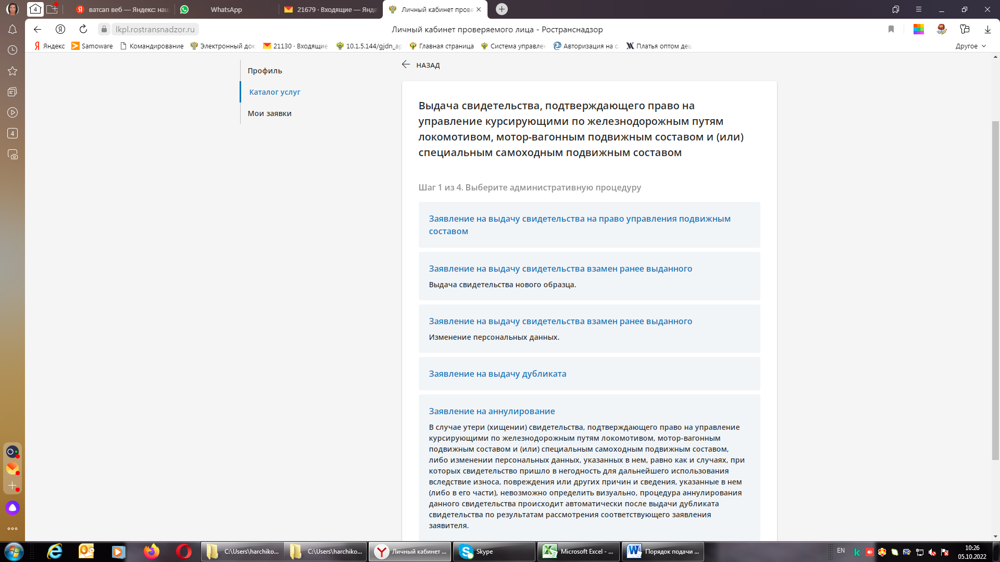 4
ватсап веб — Яндекс: наш
WhatsApp
21679 · Входящие — Янде
Личный кабинет прове
lkpl.rostransnadzor.ru
Личный кабинет проверяемого лица - Ространснадзор
Яндекс
Samoware
Командирование
Электронный док
21130 · Входящие
10.1.5.144/gjdn_ap
Главная страница
Система управлен
Авторизация на с
Платья оптом деш
Другое
4
Профиль
Каталог услуг
Мои заявки
НАЗАД
Выдача свидетельства, подтверждающего право на
управление курсирующими по железнодорожным путям
локомотивом, мотор-вагонным подвижным составом и (или)
специальным самоходным подвижным составом
Шаг 1 из 4. Выберите административную процедуру
Заявление на выдачу свидетельства на право управления подвижным
составом
Заявление на выдачу свидетельства взамен ранее выданного
Выдача свидетельства нового образца.
Заявление на выдачу свидетельства взамен ранее выданного
Изменение персональных данных.
Заявление на выдачу дубликата
Заявление на аннулирование
В случае утери (хищении) свидетельства, подтверждающего право на управление
курсирующими по железнодорожным путям локомотивом, мотор-вагонным
подвижным составом и (или) специальным самоходным подвижным составом,
либо изменении персональных данных, указанных в нем, равно как и случаях, при
которых свидетельство пришло в негодность для дальнейшего использования
вследствие износа, повреждения или других причин и сведения, указанные в нем
(либо в его части), невозможно определить визуально, процедура аннулирования
данного свидетельства происходит автоматически после выдачи дубликата
свидетельства по результатам рассмотрения соответствующего заявления
заявителя.
C:\Users\harchiko...
C:\Users\harchiko...
Личный кабинет ...
Skype
Microsoft Excel - ...
Порядок подачи ...
EN
10:26
05.10.2022